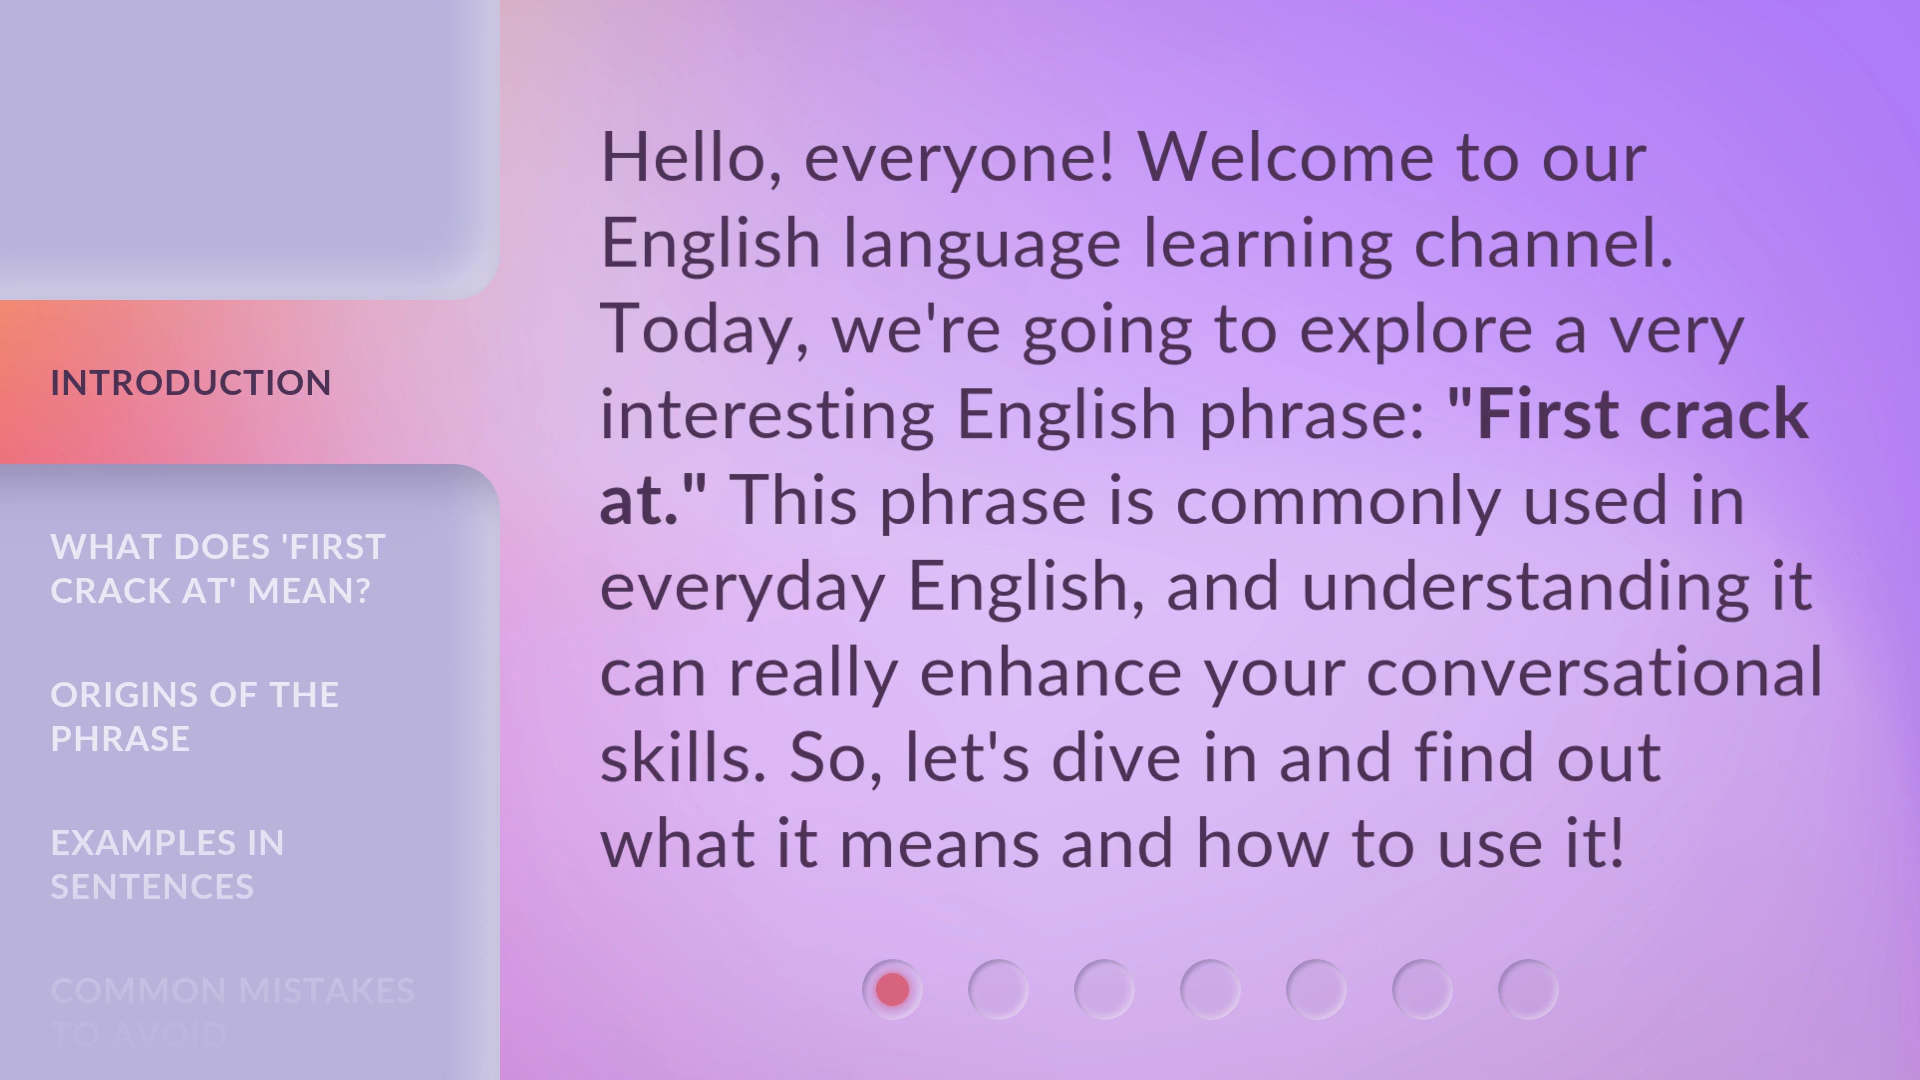 INTRODUCTION
WHAT DOES 'FIRST
CRACK AT' MEAN?
ORIGINS OF THE
PHRASE
EXAMPLES IN
SENTENCES
COMMON MISTAKES
TO AVOID
Hello, everyone! Welcome to our
English language learning channel.
Today, we're going to explore a very
interesting English phrase: "First crack
at." This phrase is commonly used in
everyday English, and understanding it
can really enhance your conversational
skills. So, let's dive in and find out
what it means and how to use it!